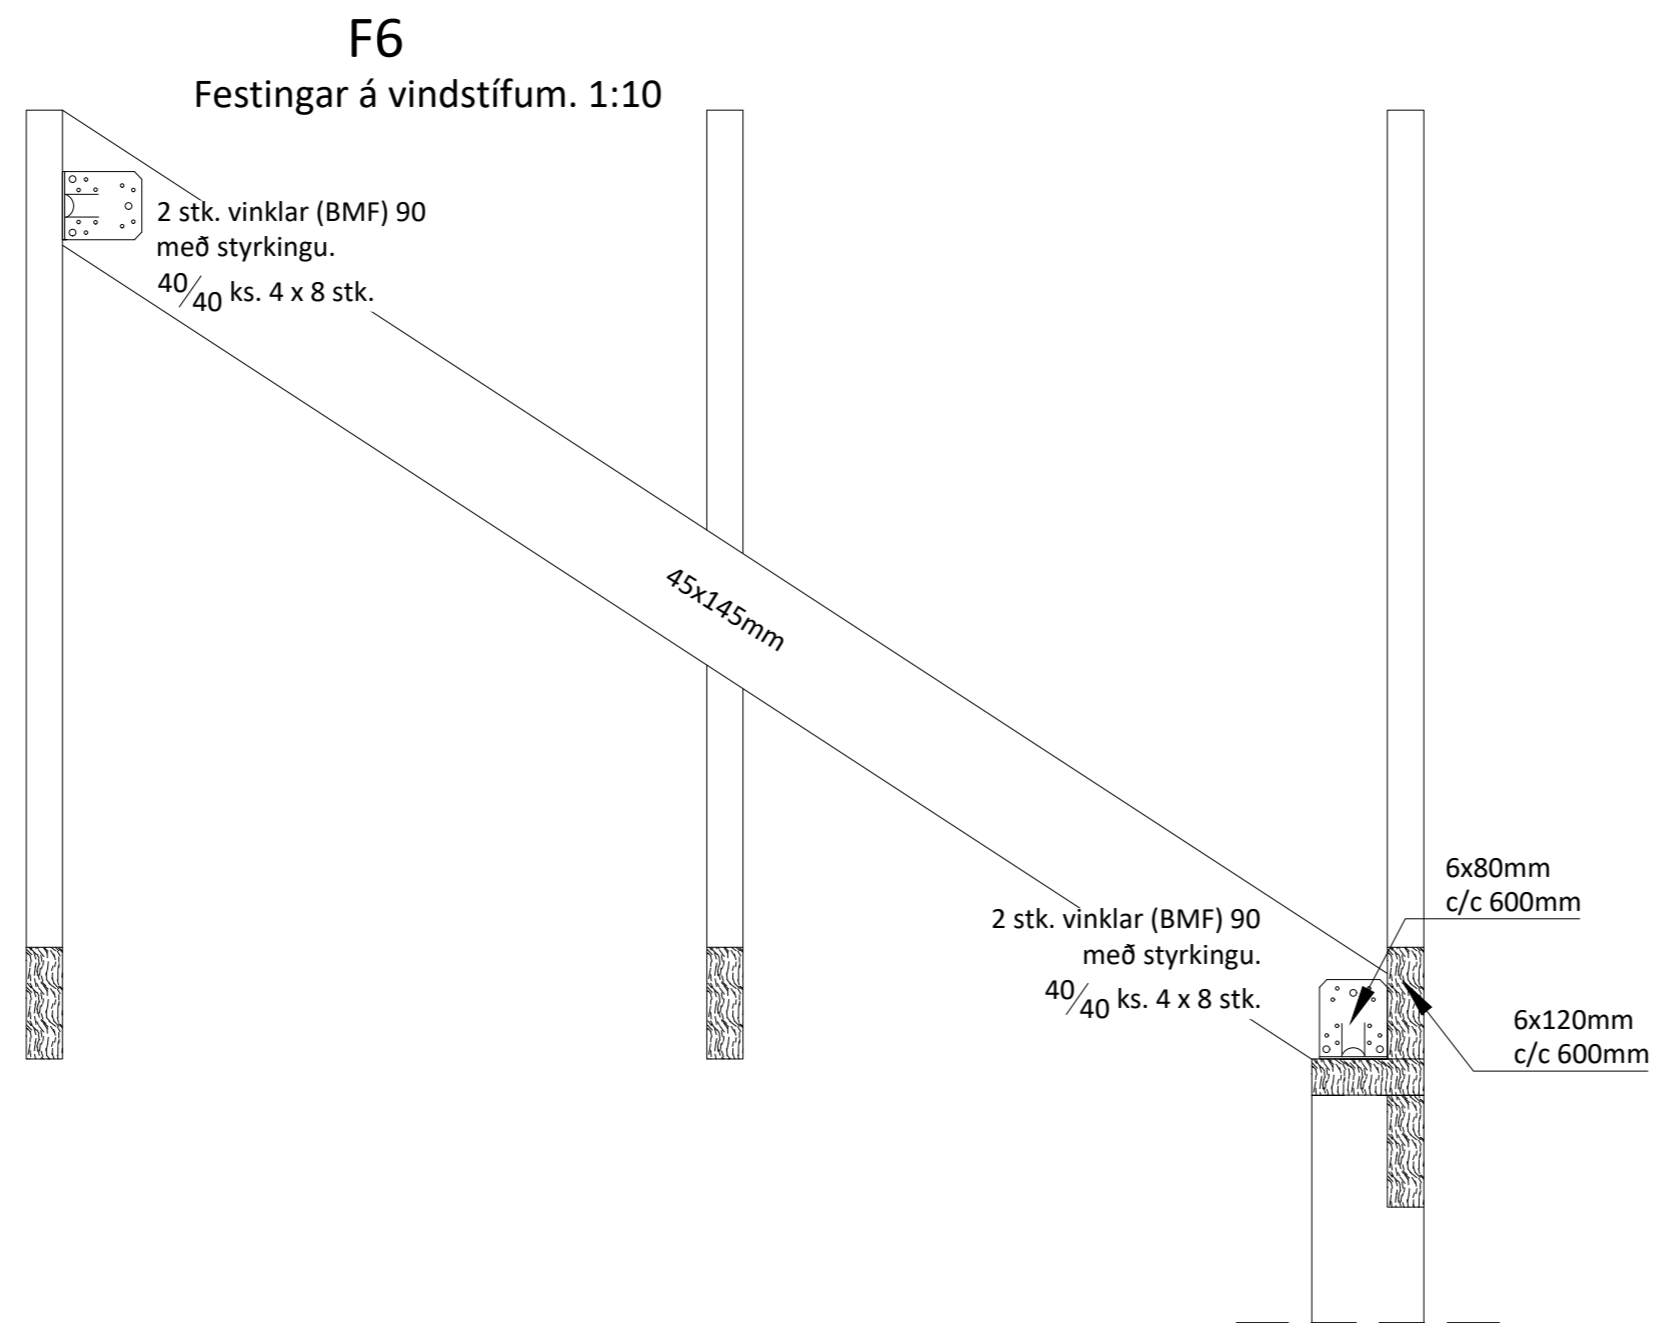 F6
Festingar á vindstífum. 1:10
2 stk. vinklar (BMF) 90
með styrkingu.
40/40 ks. 4 x 8 stk.
45x145mm
6x80mm
c/c 600mm
2 stk. vinklar (BMF) 90
með styrkingu.
40/40 ks. 4 x 8 stk.
6x120mm
c/c 600mm